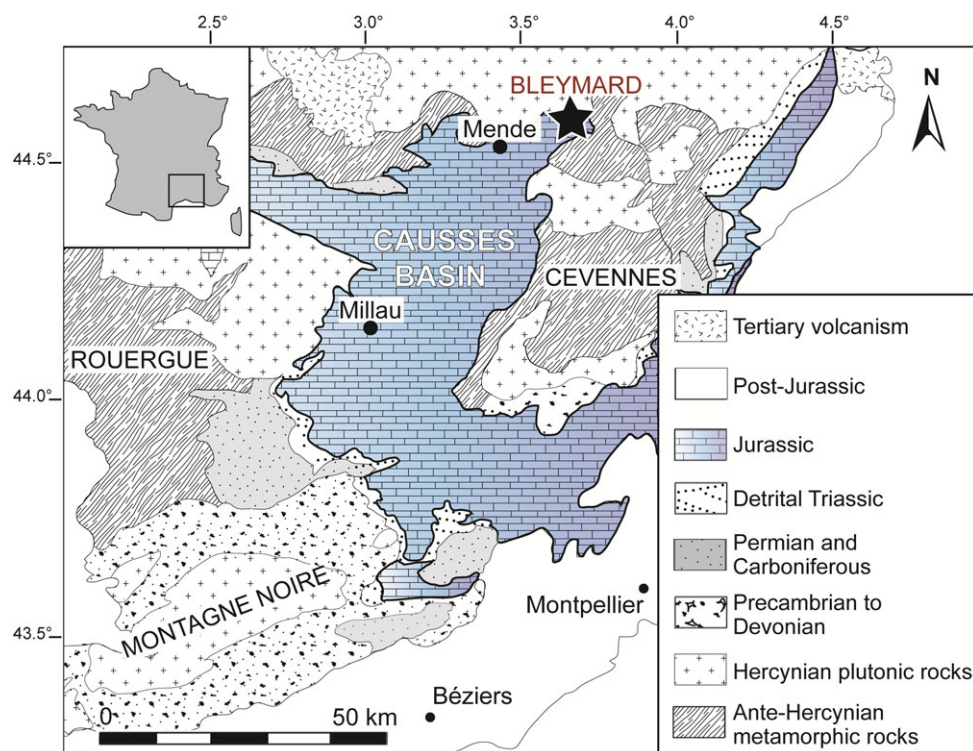 2.5° 3.0° 3.5° 4.0° 4.5°
BLEYMARD
N
Mende
44.5°
CAUSSES
BASIN
CEVENNES
Millau
ROUERGUE
44.0°
MONTAGNE NOIRE
Montpellier
43.5°
Béziers
0 50 km
Tertiary volcanism
Post-Jurassic
Jurassic
Detrital Triassic
Permian and
Carboniferous
Precambrian to
Devonian
Hercynian plutonic rocks
Ante-Hercynian
metamorphic rocks